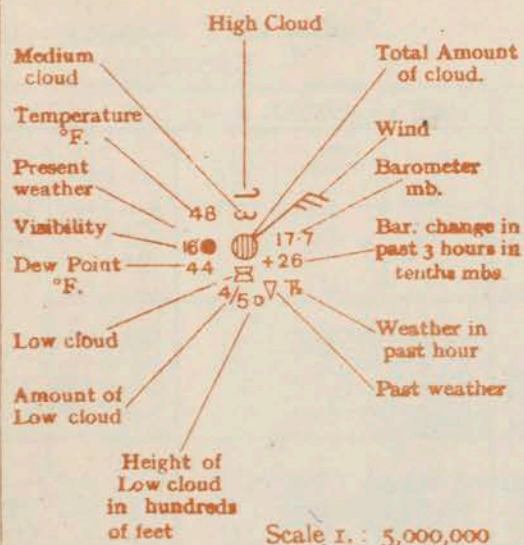 High Cloud
Medium
cloud
Total Amount
of cloud.
Temperature
°F.
Wind
Present
weather
Barometer
mb.
48
Visibility
16
17.7
Bar. change in
past 3 hours in
tenths mbs
Dew Point
°F.
44
+26
4/50
Low cloud
Weather in
past hour
Amount of
Low cloud
Past weather
Height of
Low cloud
in hundreds
of feet
Scale 1. : 5,000,000